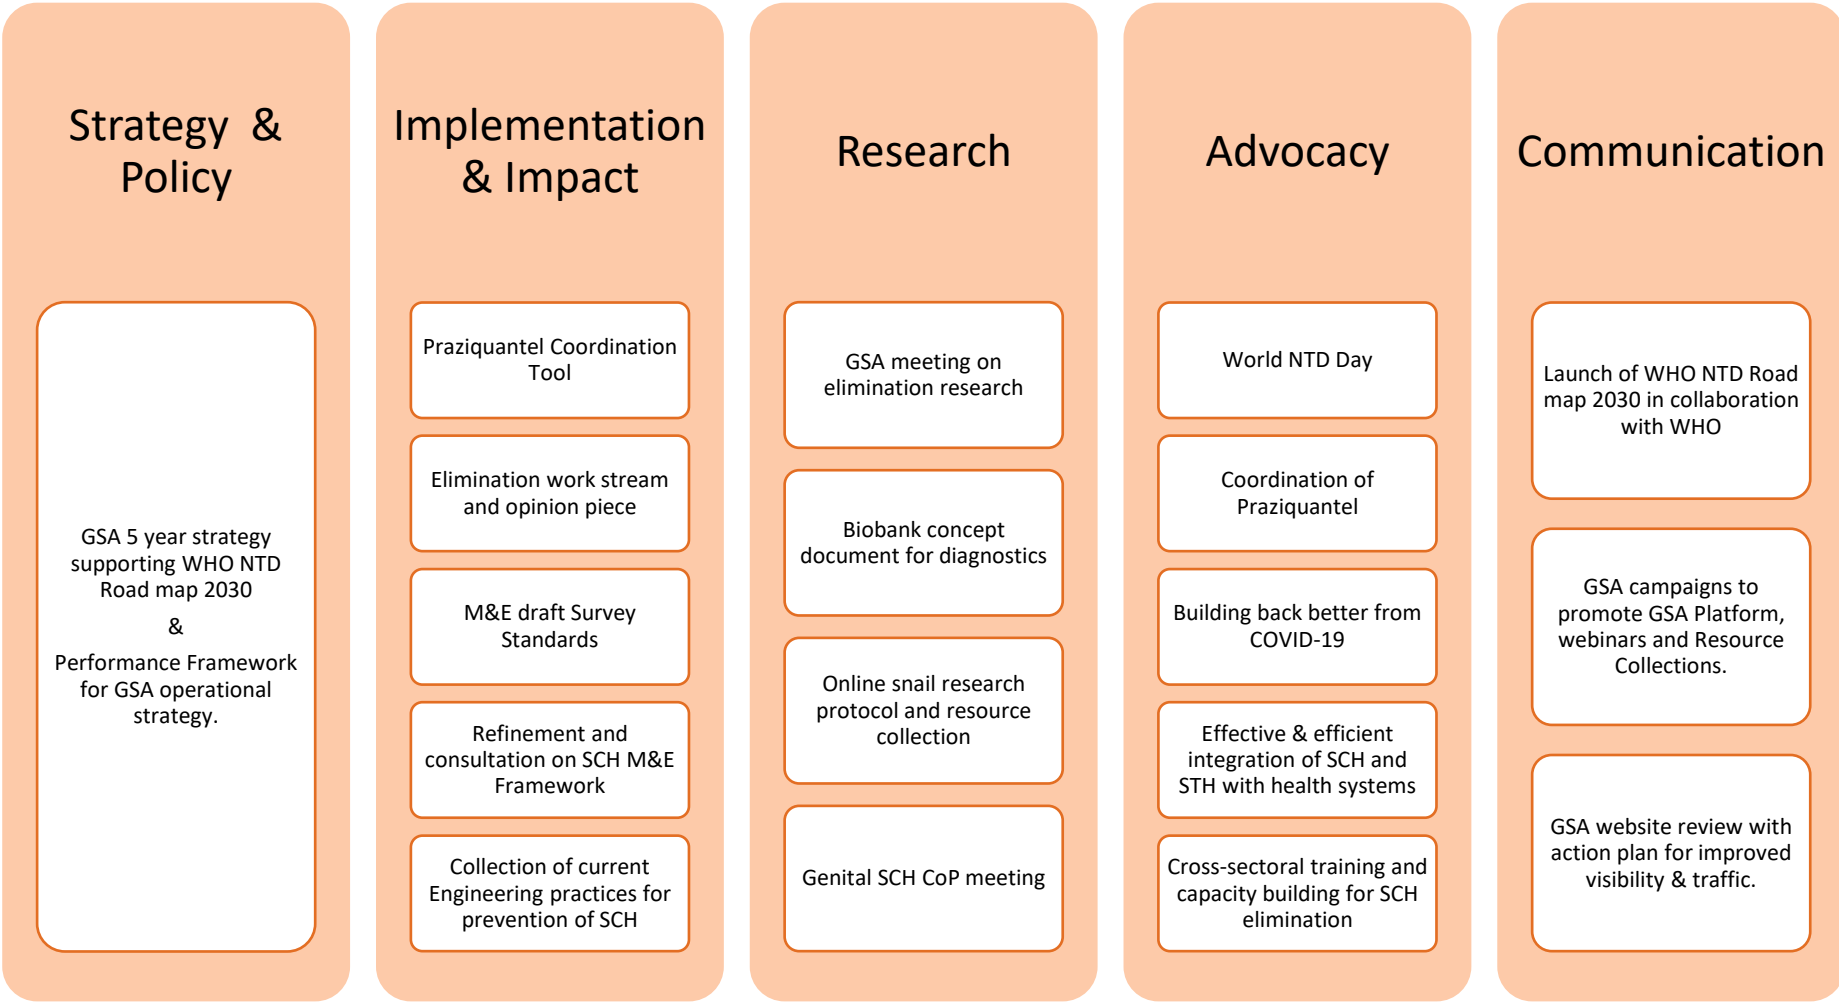 Strategy & 
Policy
GSA 5 year strategy
supporting WHO NTD
Road map 2030
&
Performance Framework
for GSA operational
strategy.
Implementation
& Impact
Praziquantel Coordination
Tool
Elimination work stream
and opinion piece
M&E draft Survey
Standards
Refinement and
consultation on SCH M&E
Framework
Collection of current
Engineering practices for
prevention of SCH
Research
GSA meeting on
elimination research
Biobank concept
document for diagnostics
Online snail research
protocol and resource
collection
Genital SCH CoP meeting
Advocacy
World NTD Day
Coordination of
Praziquantel
Building back better from
COVID-19
Effective & efficient
integration of SCH and
STH with health systems
Cross-sectoral training and
capacity building for SCH
elimination
Communication
Launch of WHO NTD Road
map 2030 in collaboration
with WHO
GSA campaigns to
promote GSA Platform,
webinars and Resource
Collections.
GSA website review with
action plan for improved
visibility & traffic.